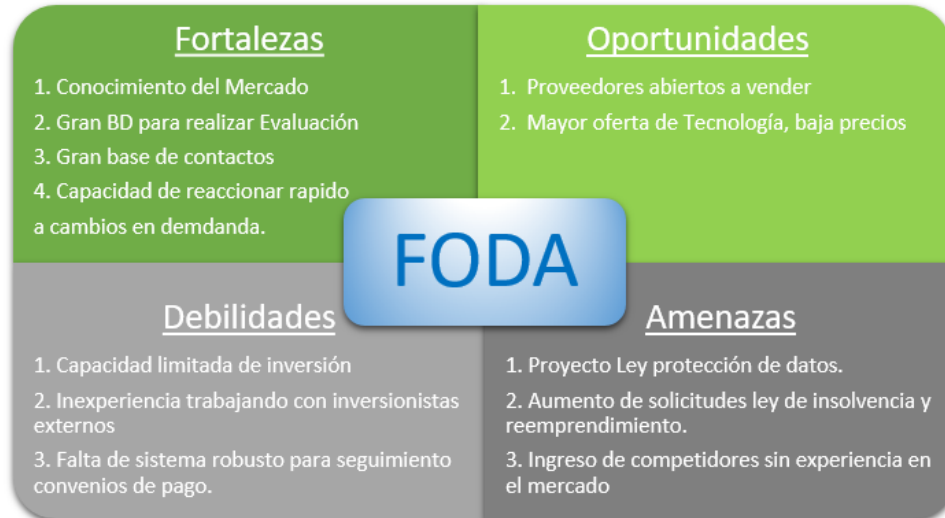 Fortalezas
1. Conocimiento del Mercado
2. Gran BD para realizar Evaluación
3. Gran base de contactos
4. Capacidad de reaccionar rapido
a cambios en demdanda.
Oportunidades
1. Proveedores abiertos a vender
2. Mayor oferta de Tecnología, baja precios
FODA
Debilidades
1. Capacidad limitada de inversión
2. Inexperiencia trabajando con inversionistas
externos
3. Falta de sistema robusto para seguimiento
convenios de pago.
Amenazas
1. Proyecto Ley protección de datos.
2. Aumento de solicitudes ley de insolvencia y
reemprendimiento.
3. Ingreso de competidores sin experiencia en
el mercado